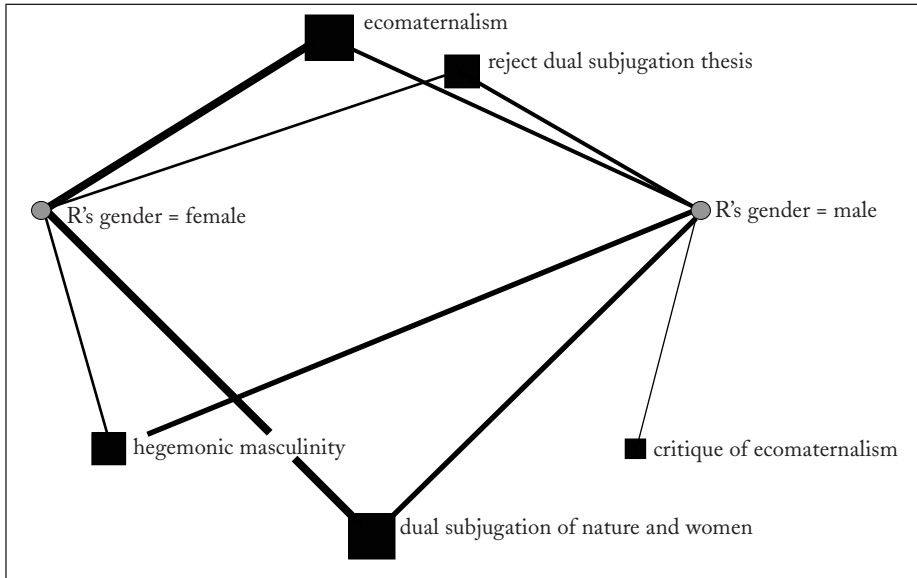 ecomaternalism
reject dual subjugation thesis
R's gender = female
R's gender = male
hegemonic masculinity
critique of ecomaternalism
dual subjugation of nature and women